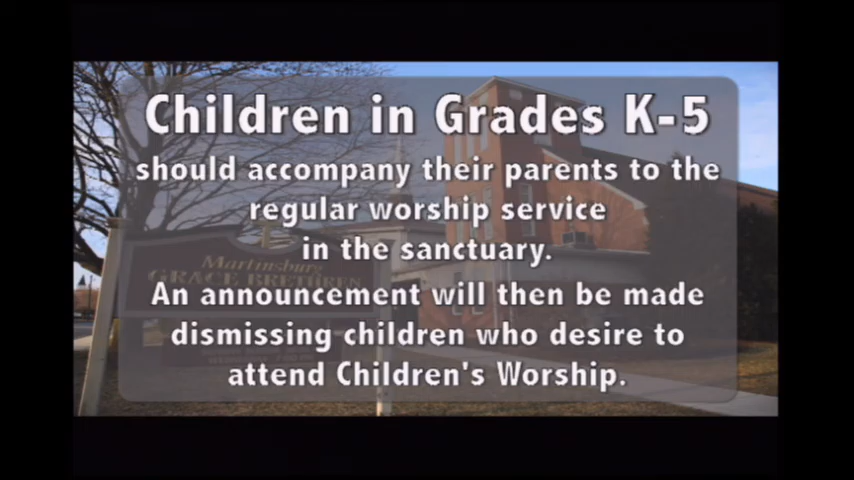 Children in Grades K-5
should accompany their parents to the
regular worship service
in the sanctuary.
Martinsburg
GRACE BRETHREN
An announcement will then be made
dismissing children who desire to
attend Children's Worship.